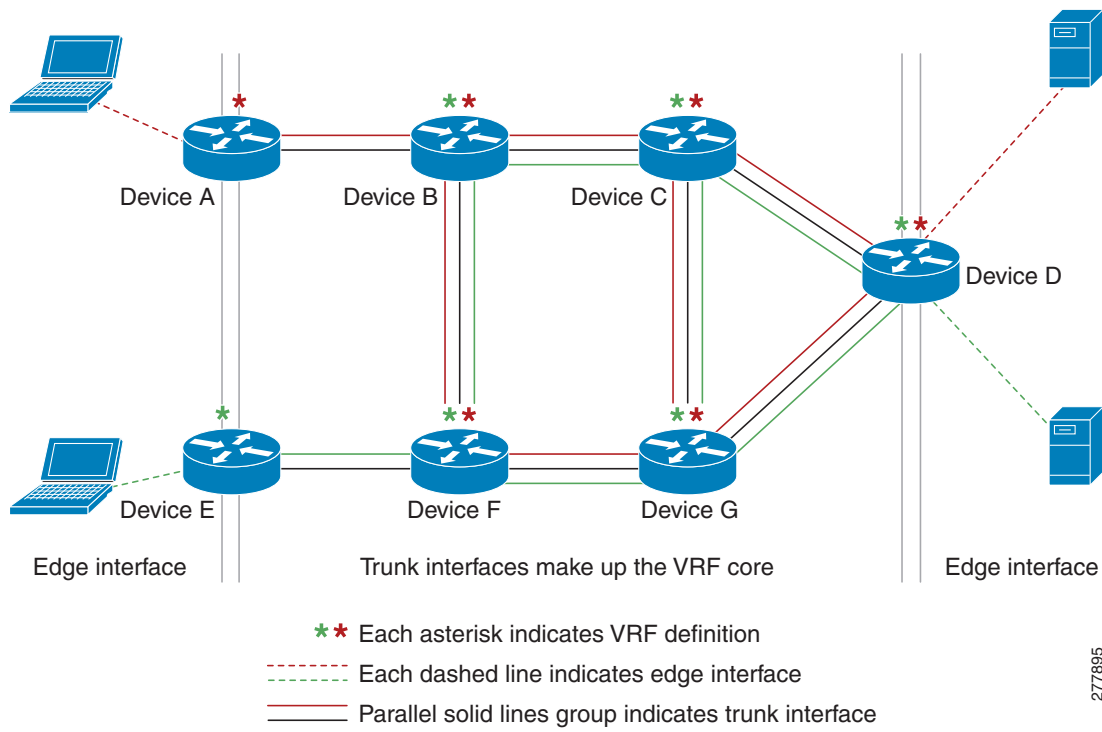 * * *
* *
* *
Device A
Device B
Device C
* *
Device D
*
* *
* *
Device E
Device F
Device G
Edge interface
Trunk interfaces make up the VRF core
Edge interface
** Each asterisk indicates VRF definition
Each dashed line indicates edge interface
Parallel solid lines group indicates trunk interface
277895